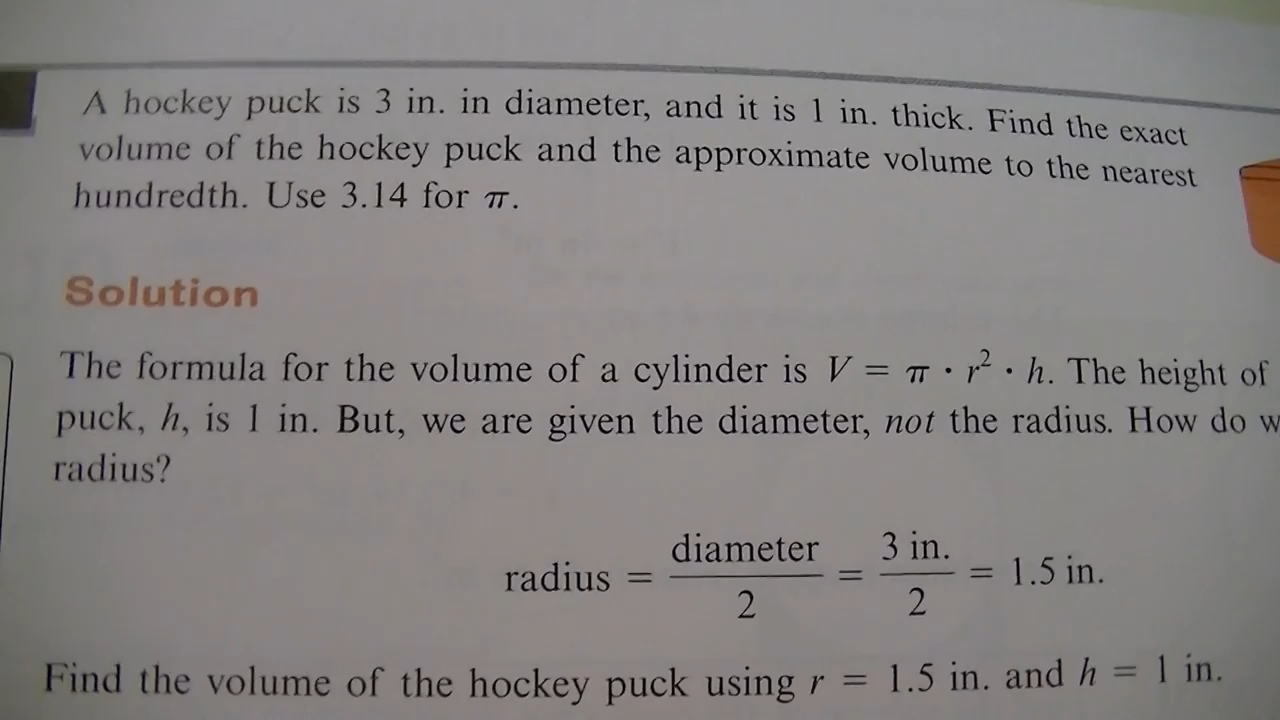 A hockey puck is 3 in. in diameter, and it is 1 in. thick. Find the exact
volume of the hockey puck and the approximate volume to the nearest
hundredth. Use 3.14 for π.
Solution
The formula for the volume of a cylinder is V = π · r² · h. The height of
puck, h, is 1 in. But, we are given the diameter, not the radius. How do
radius?
radius = diameter/2 = 3 in./2 = 1.5 in.
Find the volume of the hockey puck using r = 1.5 in. and h = 1 in.